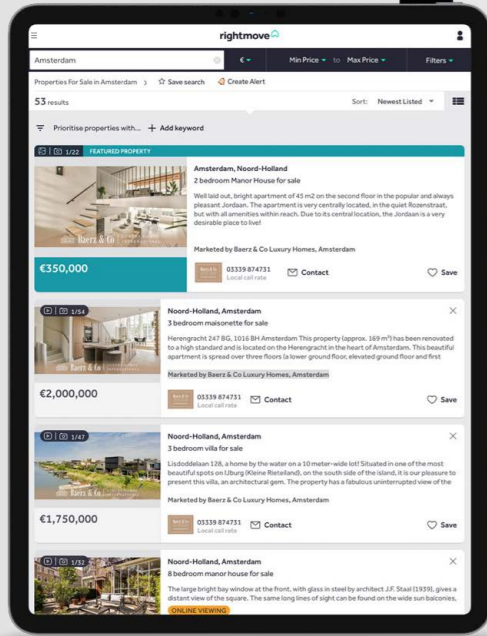 rightmove
Amsterdam
€
Min Price to Max Price
Filters
Properties For Sale in Amsterdam
Save search
Create Alert
53 results
Sort: Newest Listed
Prioritise properties with... + Add keyword
1/22 FEATURED PROPERTY
Amsterdam, Noord-Holland
2 bedroom Manor House for sale
Well laid out, bright apartment of 45 m2 on the second floor in the popular and always
pleasant Jordaan. The apartment is very centrally located, in the quiet Rozenstraat,
but with all amenities within reach. Due to its central location, the Jordaan is a very
desirable place to live!
Baerz & Co
Marketed by Baerz & Co Luxury Homes, Amsterdam
€350,000
03339 874731
Local call rate
Contact
Save
1/54
Noord-Holland, Amsterdam
3 bedroom maisonette for sale
Herengracht 247 BG, 1016 BH Amsterdam This property (approx. 169 m²) has been renovated
to a high standard and is located on the Herengracht in the heart of Amsterdam. This beautiful
apartment is spread over three floors (a lower ground floor, elevated ground floor and first
Baerz & Co
Marketed by Baerz & Co Luxury Homes, Amsterdam
€2,000,000
03339 874731
Local call rate
Contact
Save
1/47
Noord-Holland, Amsterdam
3 bedroom villa for sale
Lisdoddelaan 128, a home by the water on a 10 meter-wide lot! Situated in one of the most
beautiful spots on IJburg (Kleine Rieteiland), on the south side of the island, it is our pleasure to
present this villa, an architectural gem. The property has a fabulous uninterrupted view of the
Baerz & Co
Marketed by Baerz & Co Luxury Homes, Amsterdam
€1,750,000
03339 874731
Local call rate
Contact
Save
1/32
Noord-Holland, Amsterdam
8 bedroom manor house for sale
The large bright bay window at the front, with glass in steel by architect J.F. Staal (1939), gives a
distant view of the square. The same long lines of sight can be found on the wide sun balconies,
ONLINE VIEWING